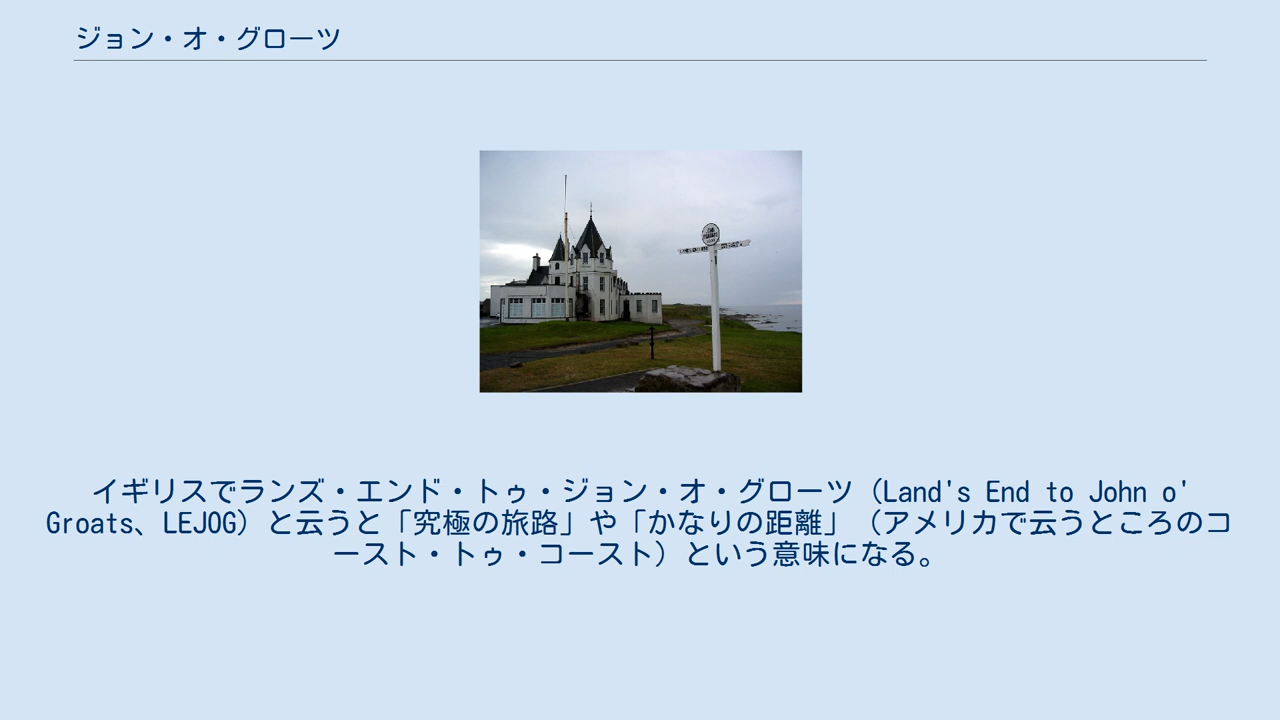 ジョン・オ・グローツ
イギリスでランズ・エンド・トゥ・ジョン・オ・グローツ（Land's End to John o'
Groats、LEJOG）と云うと「究極の旅路」や「かなりの距離」（アメリカで云うところのコ
ースト・トゥ・コースト）という意味になる。